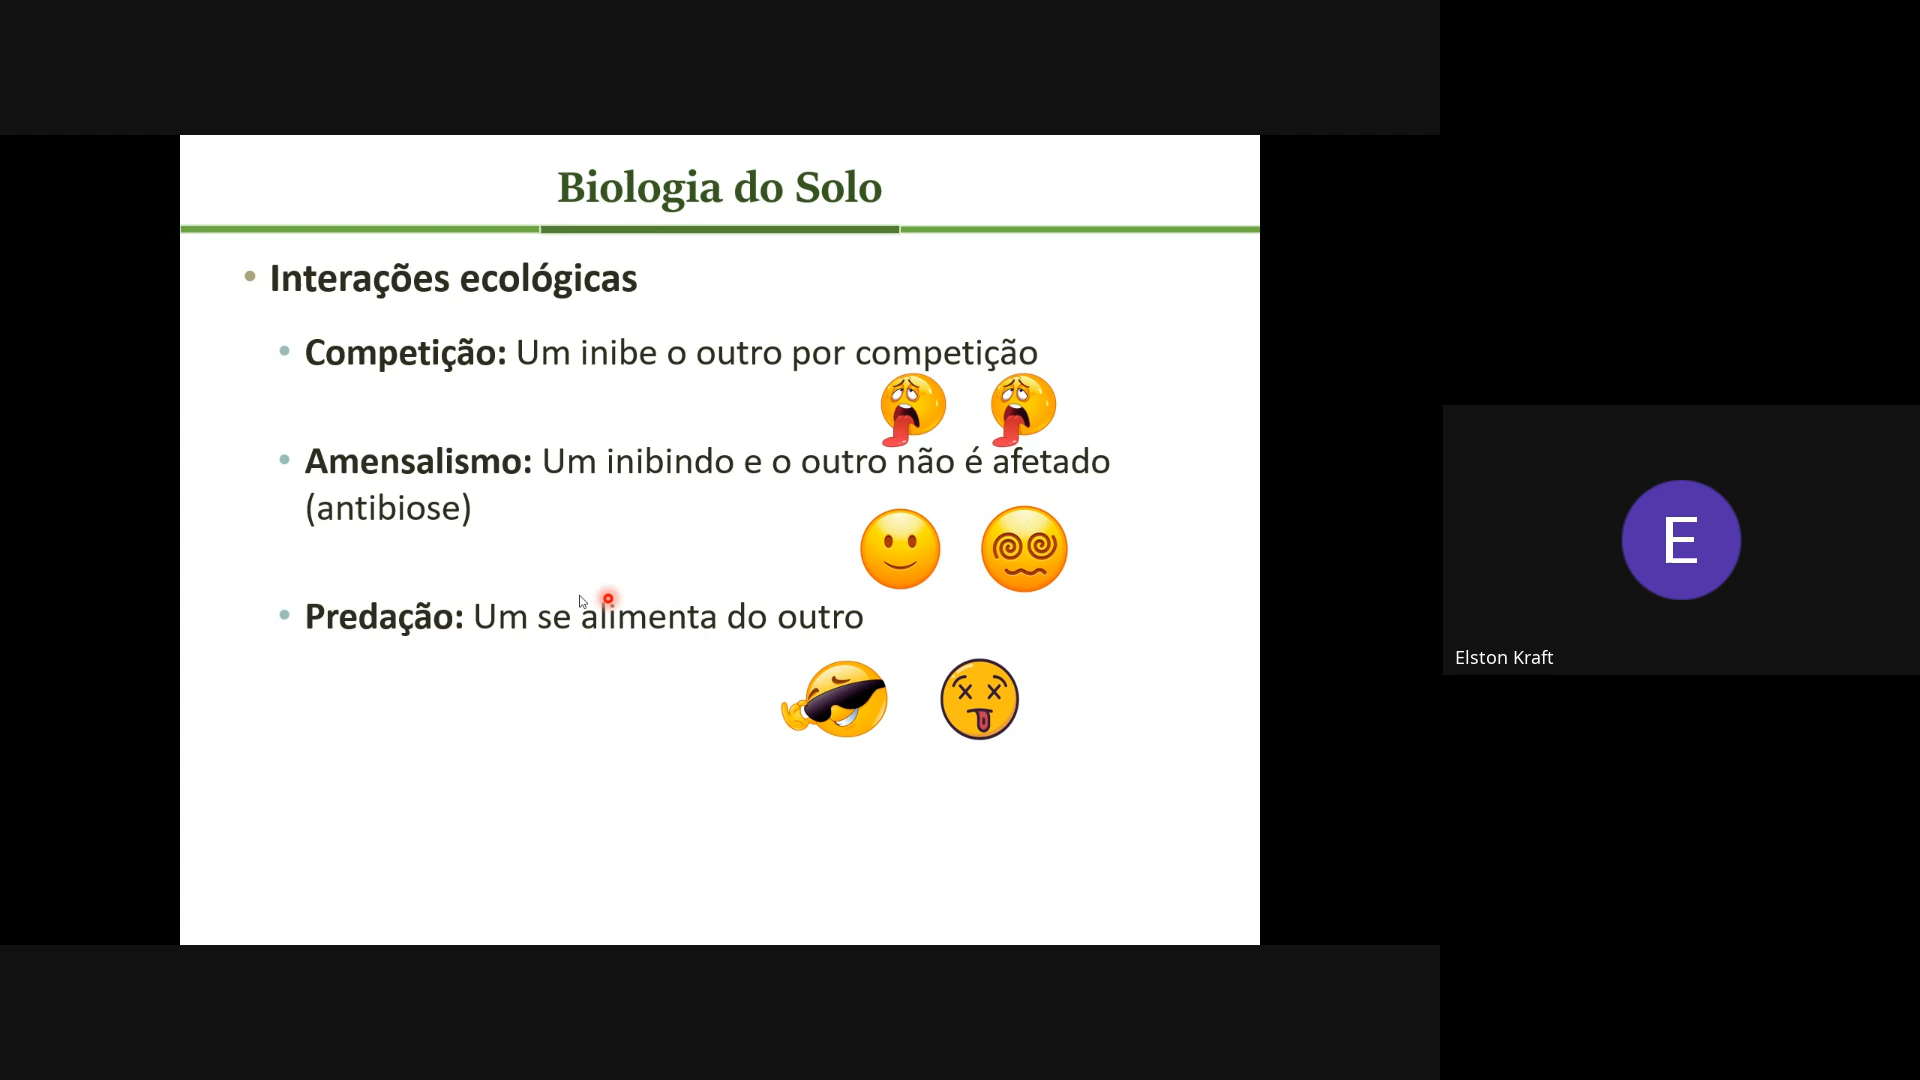 Biologia do Solo
• Interações ecológicas
• Competição: Um inibe o outro por competição
• Amensalismo: Um inibindo e o outro não é afetado
(antibiose)
• Predação: Um se alimenta do outro
E
Elston Kraft